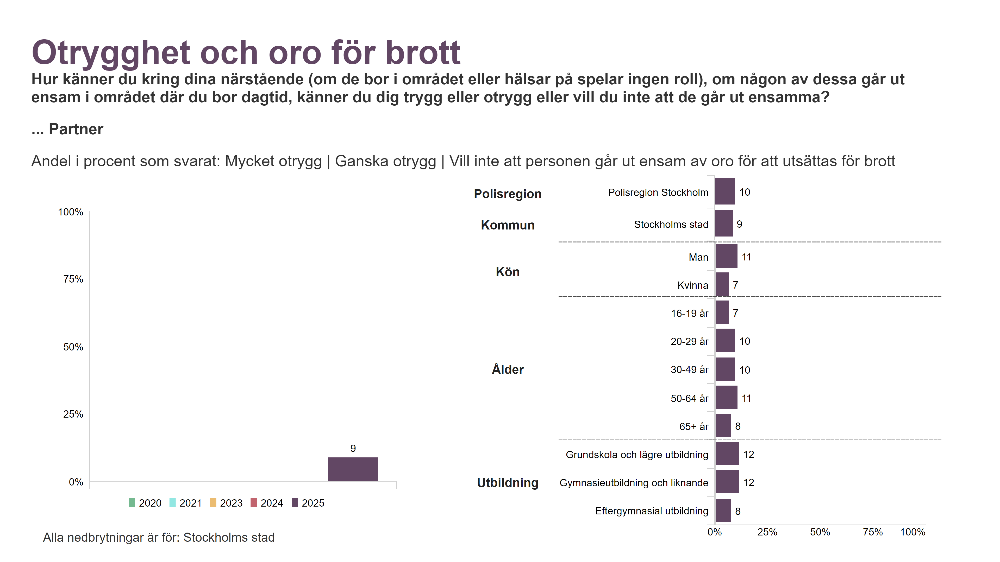 Otrygghet och oro för brott
Hur känner du kring dina närstående (om de bor i området eller hälsar på spelar ingen roll), om någon av dessa går ut
ensam i området där du bor dagtid, känner du dig trygg eller otrygg eller vill du inte att de går ut ensamma?
... Partner
Andel i procent som svarat: Mycket otrygg | Ganska otrygg | Vill inte att personen går ut ensam av oro för att utsättas för brott
100%
75%
50%
25%
0%
9
2020 2021 2023 2024 2025
Alla nedbrytningar är för: Stockholms stad
Polisregion
Polisregion Stockholm 10
Kommun
Stockholms stad 9
Kön
Man 11
Kvinna 7
Ålder
16-19 år 7
20-29 år 10
30-49 år 10
50-64 år 11
65+ år 8
Utbildning
Grundskola och lägre utbildning 12
Gymnasieutbildning och liknande 12
Eftergymnasial utbildning 8
0% 25% 50% 75% 100%